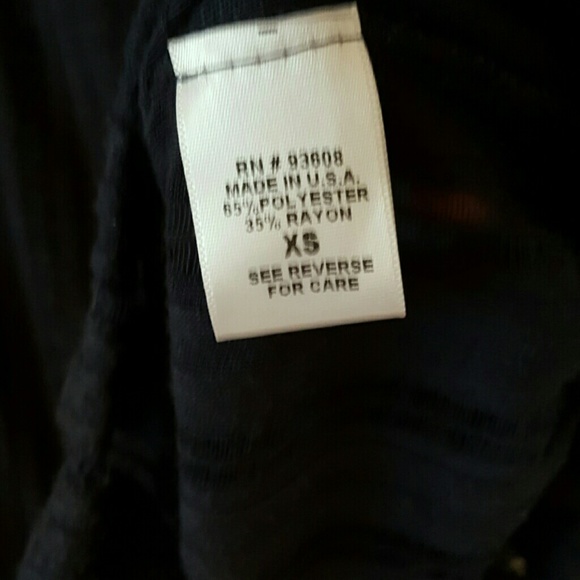 RN # 93608
MADE IN U.S.A.
65% POLYESTER
35% RAYON
XS
SEE REVERSE
FOR CARE